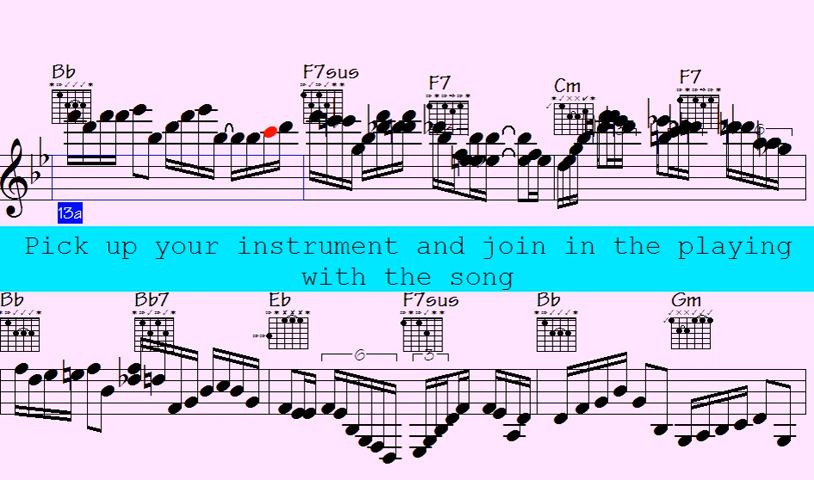 Bb F7sus F7 Cm F7
13a
Pick up your instrument and join in the playing
with the song
Bb Bb7 Eb F7sus Bb Gm
6 3